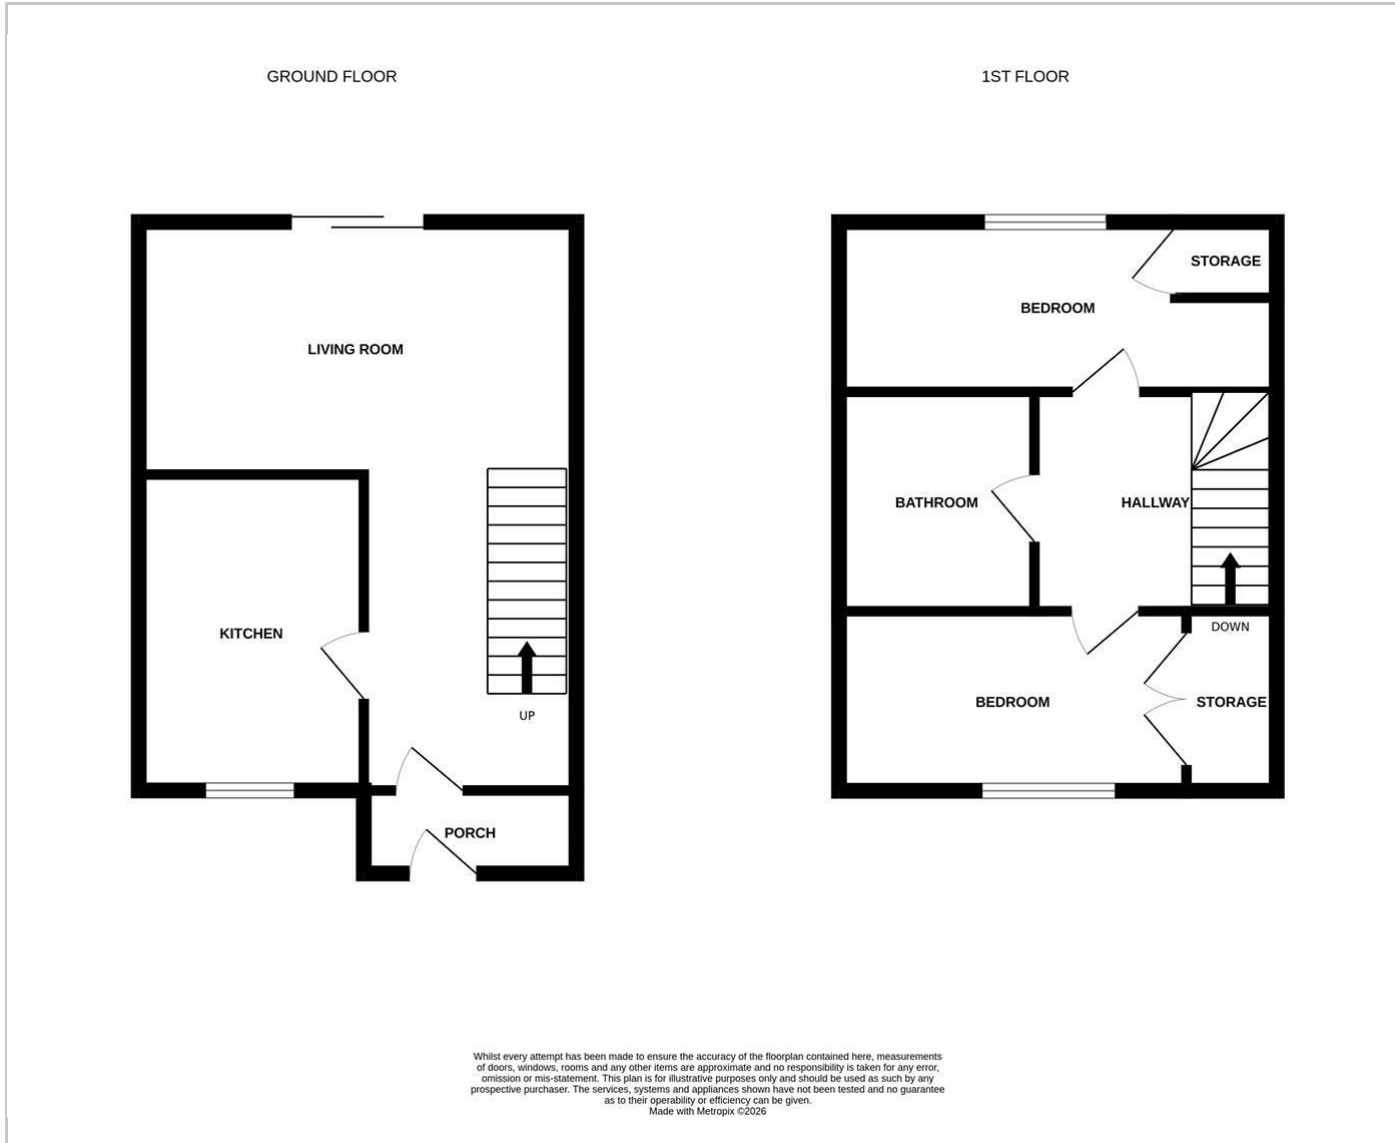 GROUND FLOOR
1ST FLOOR
LIVING ROOM
KITCHEN
UP
PORCH
STORAGE
BEDROOM
BATHROOM
HALLWAY
DOWN
BEDROOM
STORAGE
Whilst every attempt has been made to ensure the accuracy of the floorplan contained here, measurements
of doors, windows, rooms and any other items are approximate and no responsibility is taken for any error,
omission or mis-statement. This plan is for illustrative purposes only and should be used as such by any
prospective purchaser. The services, systems and appliances shown have not been tested and no guarantee
as to their operability or efficiency can be given.
Made with Metropix ©2026